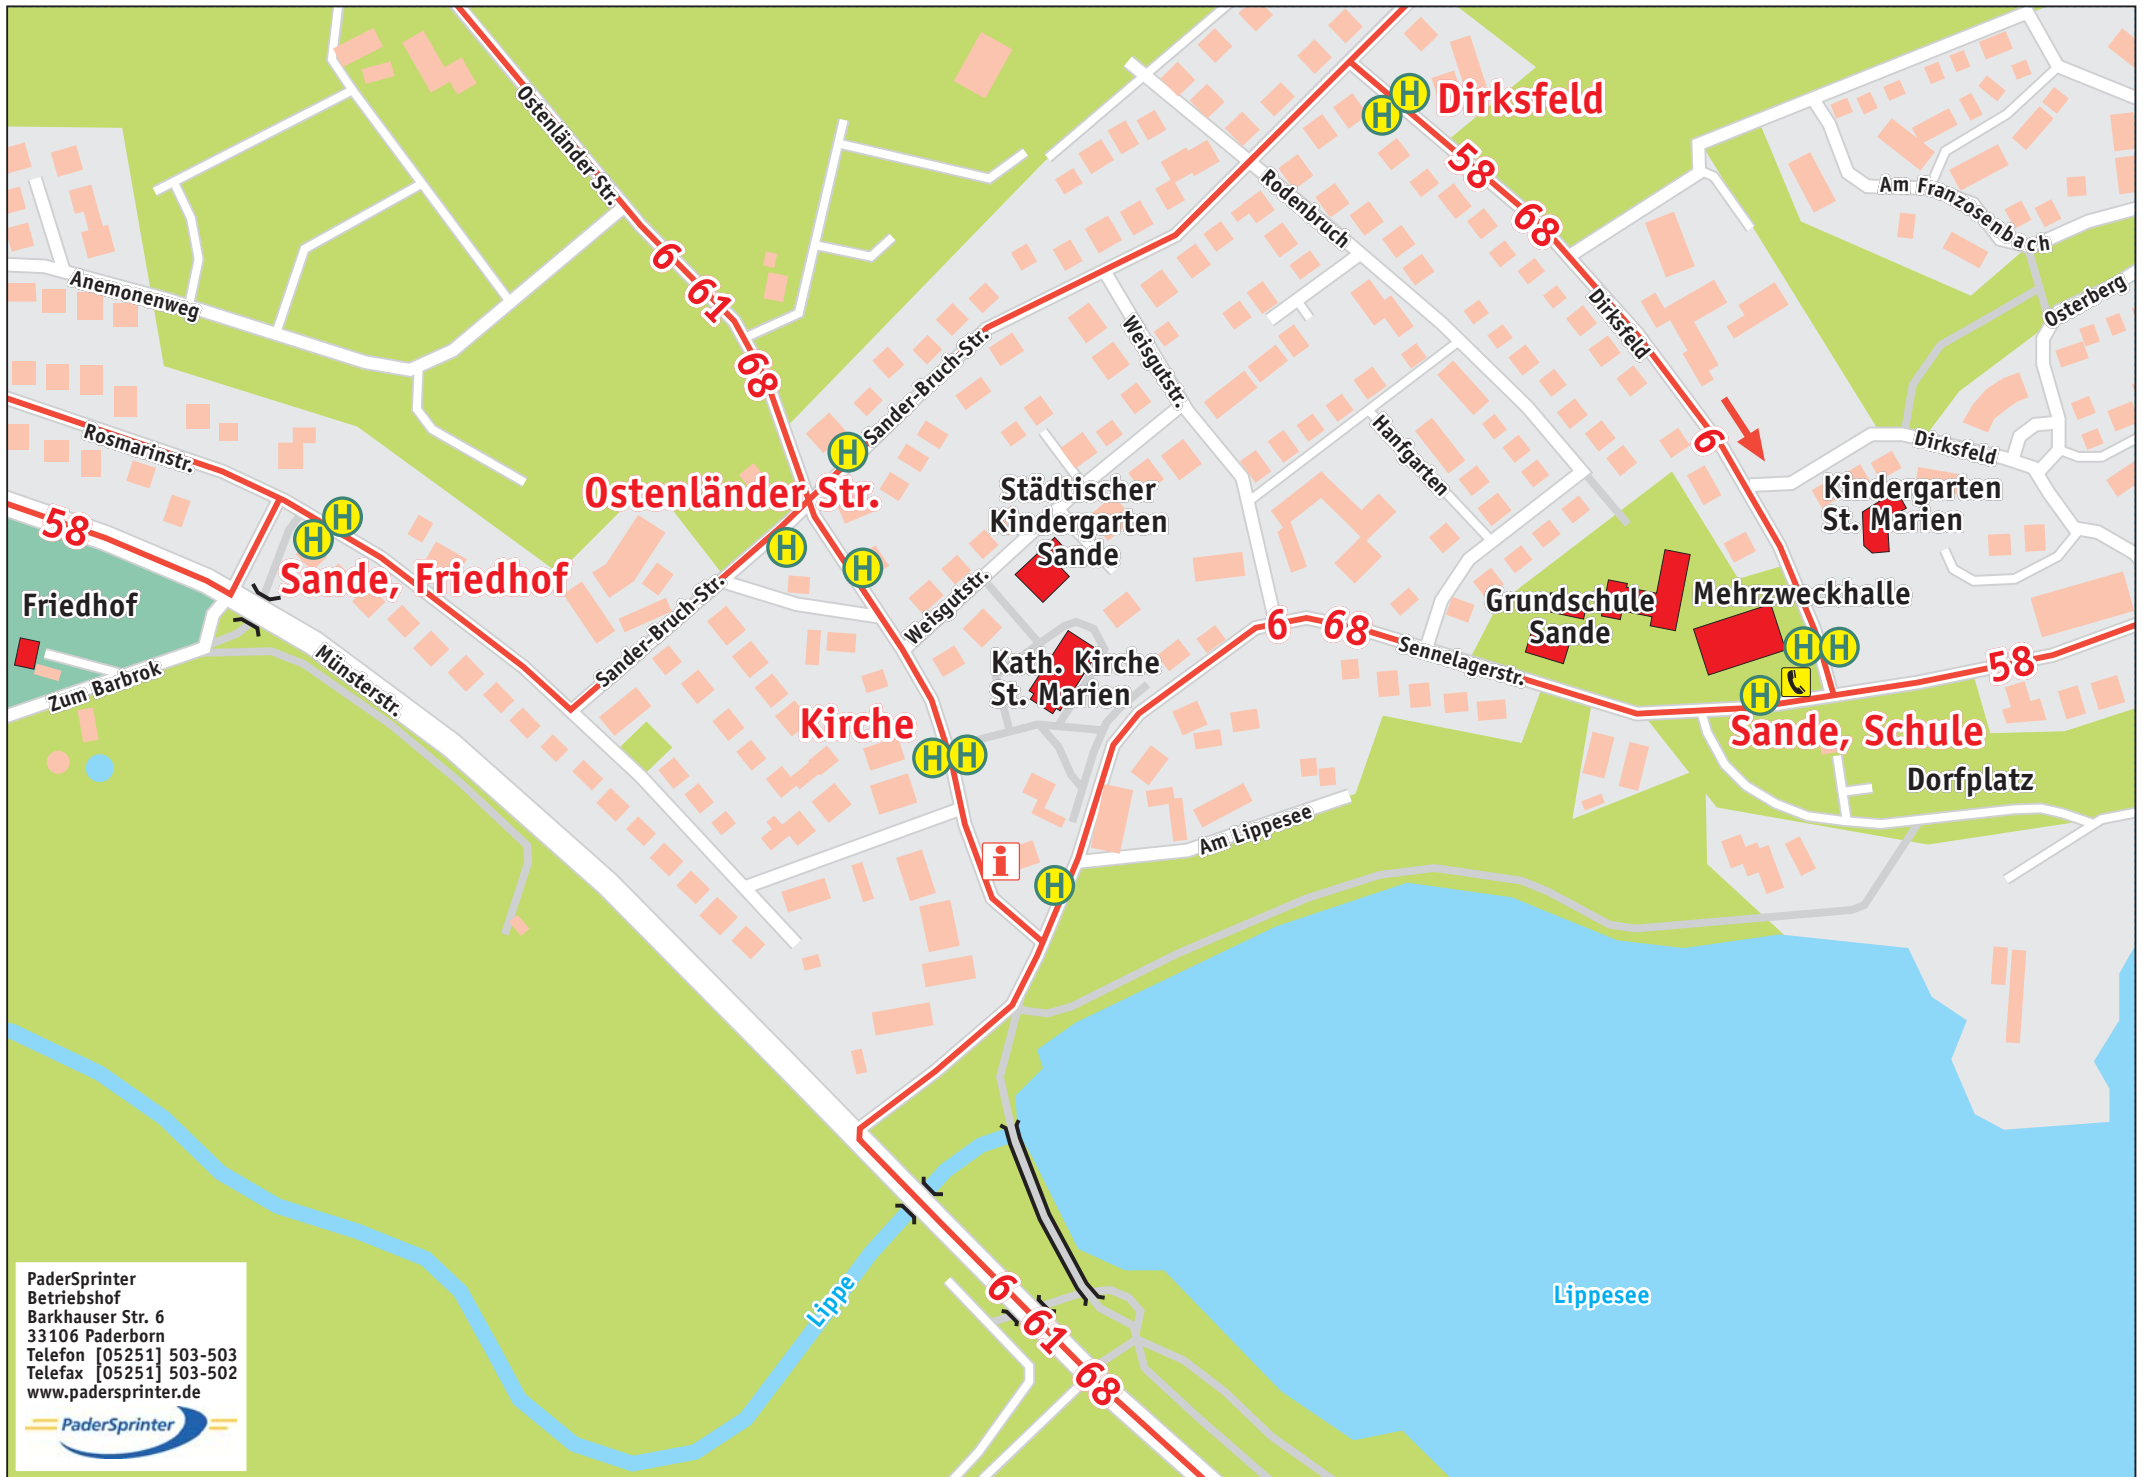 Dirksfeld
H
H
58
68
Ostenländer Str.
6
61
68
Rodenbruch
Am Franzosenbach
Osterberg
Anemonenweg
Dirksfeld
Weisgutstr.
Sander-Bruch-Str.
H
6
Dirksfeld
Rosmarinstr.
Hanfgarten
Ostenländer Str.
Städtischer
Kindergarten
Sande
Kindergarten
St. Marien
58
H
H
H
H
Sande, Friedhof
Friedhof
Weisgutstr.
Sander-Bruch-Str.
6
68
Sennelagerstr.
Grundschule
Sande
Mehrzweckhalle
H
H
H
58
Zum Barbrok
Münsterstr.
Kath. Kirche
St. Marien
Kirche
H
H
Sande, Schule
Dorfplatz
Am Lippesee
i
H
Lippe
6
61
68
Lippesee
PaderSprinter
Betriebshof
Barkhauser Str. 6
33106 Paderborn
Telefon [05251] 503-503
Telefax [05251] 503-502
www.padersprinter.de
PaderSprinter